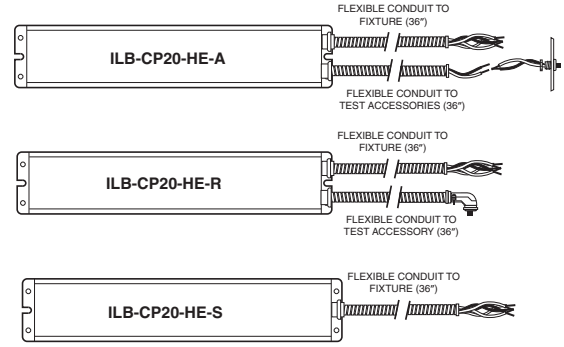 FLEXIBLE CONDUIT TO
FIXTURE (36")
ILB-CP20-HE-A
FLEXIBLE CONDUIT TO
TEST ACCESSORIES (36")
FLEXIBLE CONDUIT TO
FIXTURE (36")
ILB-CP20-HE-R
FLEXIBLE CONDUIT TO
TEST ACCESSORY (36")
FLEXIBLE CONDUIT TO
FIXTURE (36")
ILB-CP20-HE-S